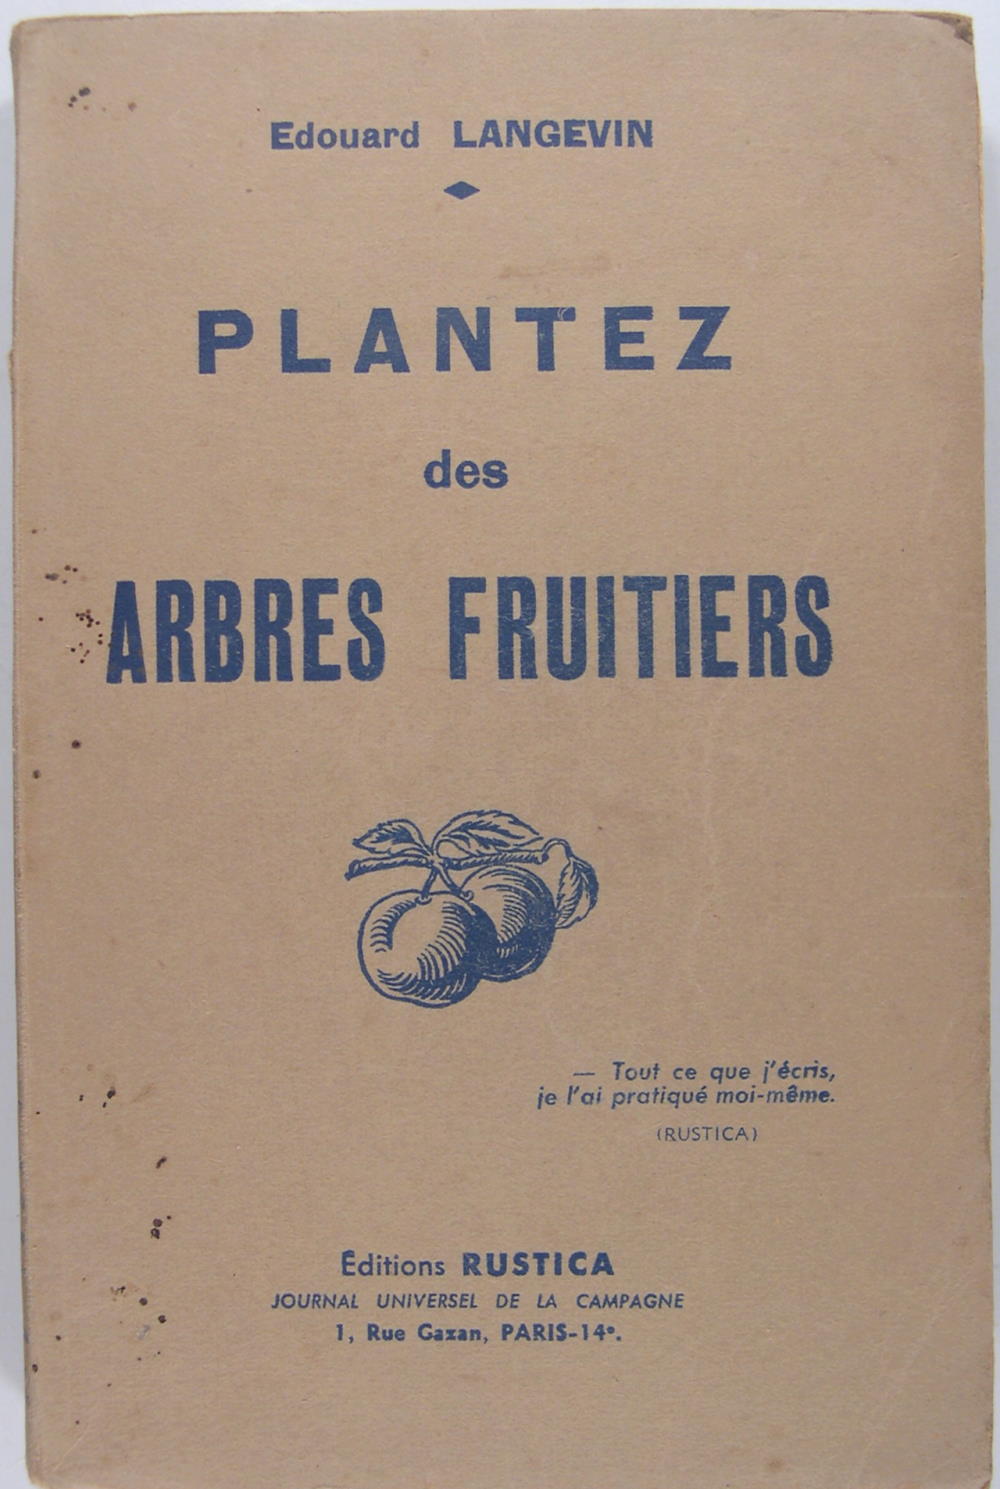 Edouard LANGEVIN
PLANTEZ
des
ARBRES FRUITIERS
— Tout ce que j'écris,
je l'ai pratiqué moi-même.
(RUSTICA)
Editions RUSTICA
JOURNAL UNIVERSEL DE LA CAMPAGNE
1, Rue Gazan, PARIS-14e.